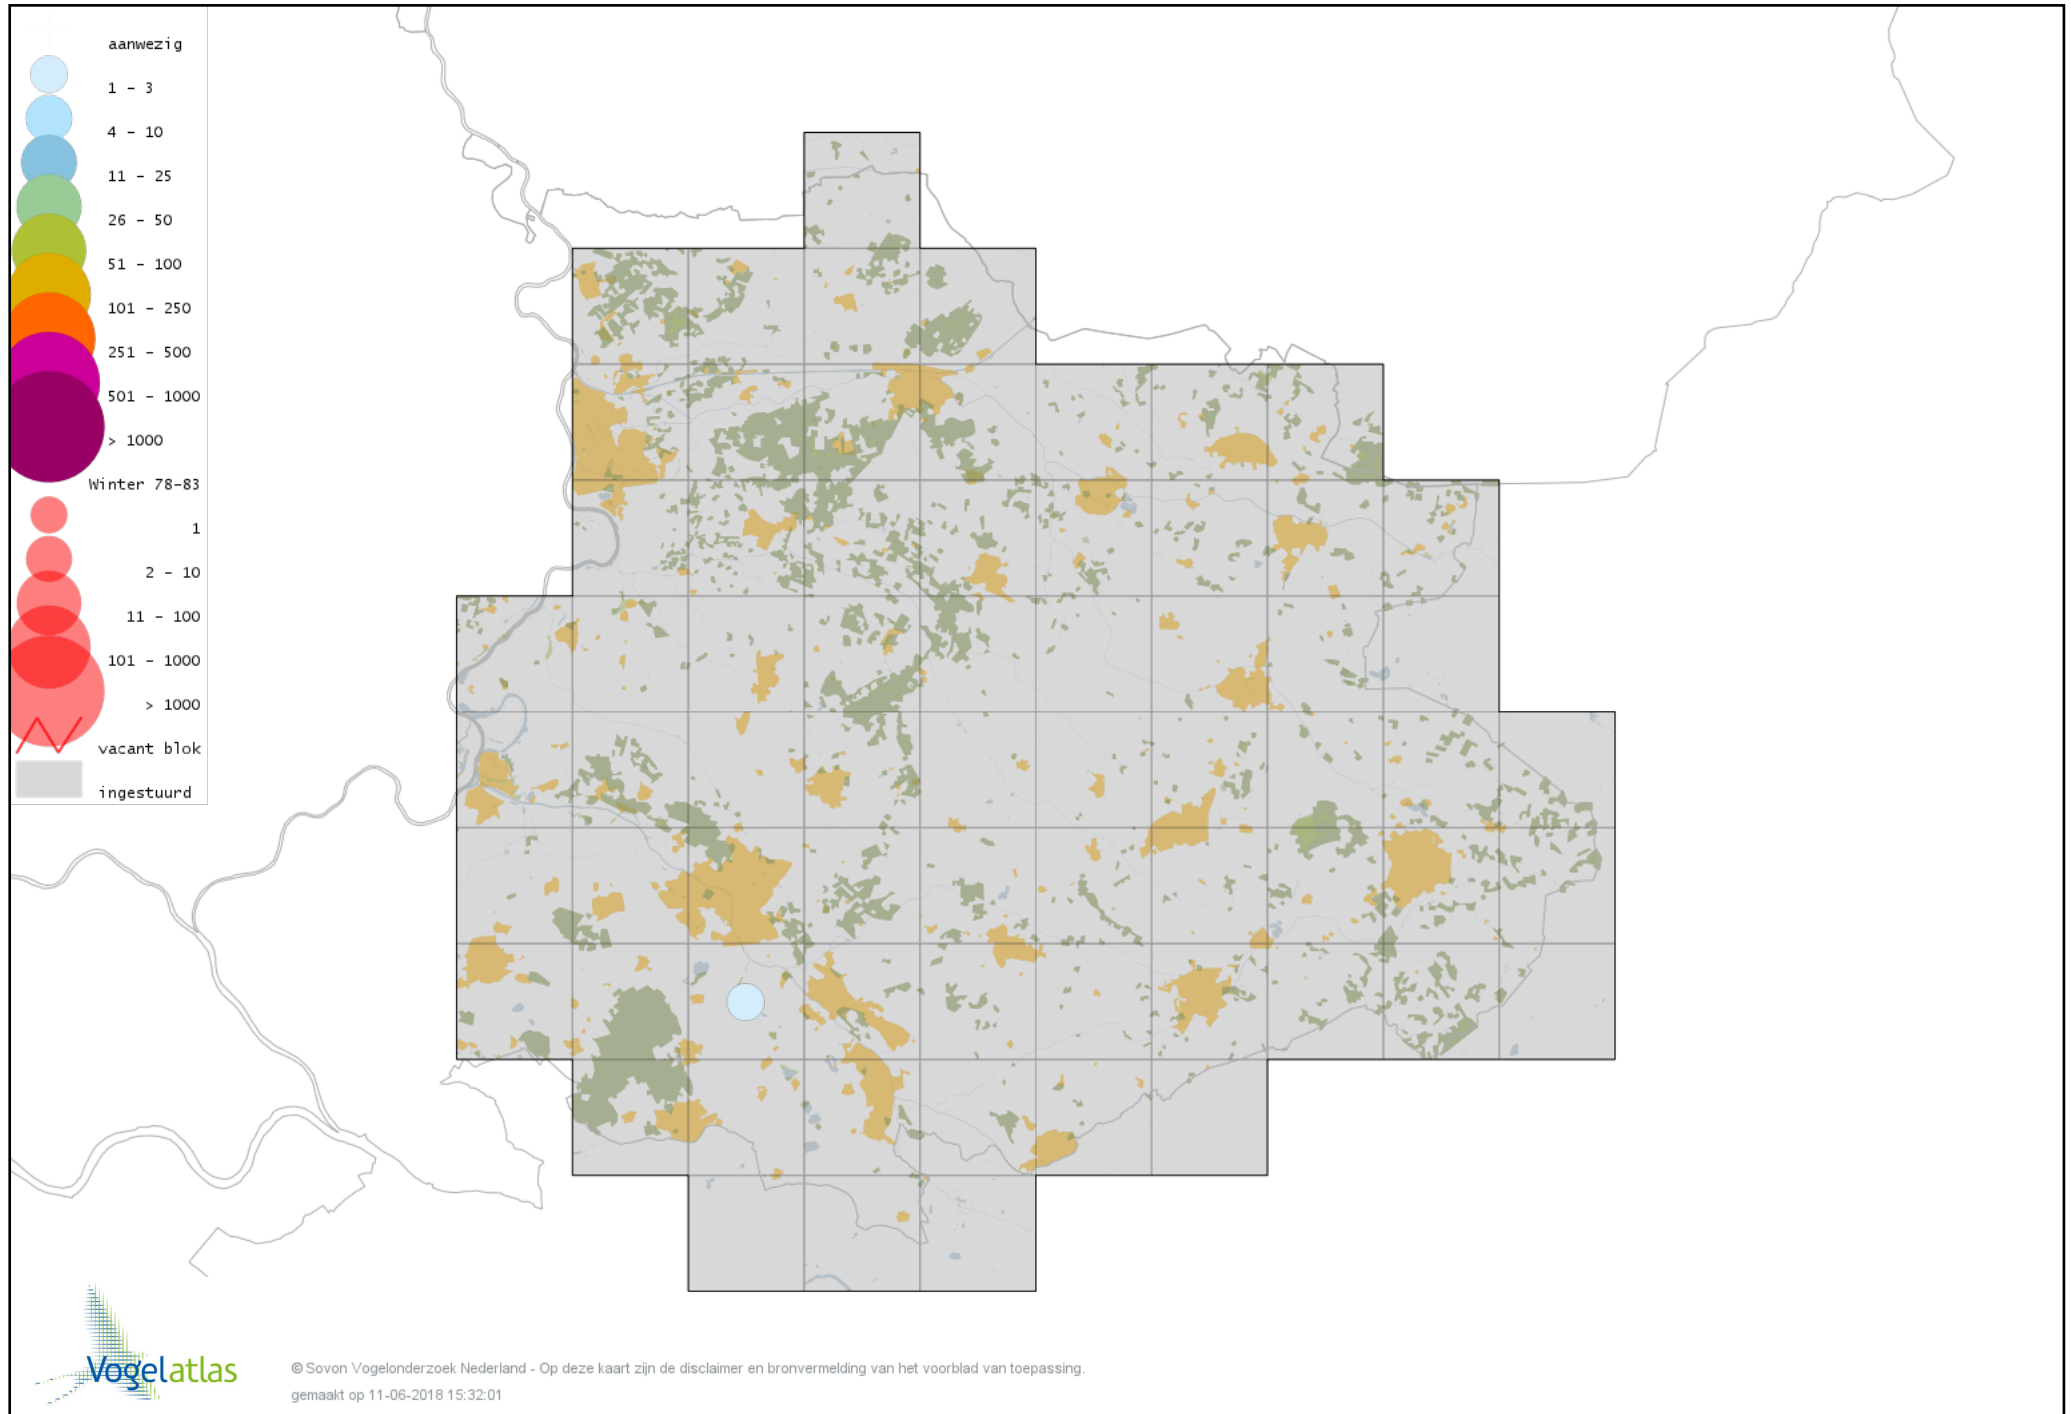 aanwezig
1 – 3
4 – 10
11 – 25
26 – 50
51 – 100
101 – 250
251 – 500
501 – 1000
> 1000
Winter 78-83
1
2 – 10
11 – 100
101 – 1000
> 1000
vacant blok
ingestuurd
Vogelatlas
© Sovon Vogelonderzoek Nederland - Op deze kaart zijn de disclaimer en bronvermelding van het voorblad van toepassing.
gemaakt op 11-06-2018 15:32:01